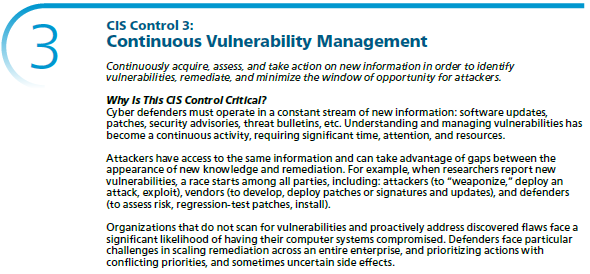 3
CIS Control 3:
Continuous Vulnerability Management
Continuously acquire, assess, and take action on new information in order to identify
vulnerabilities, remediate, and minimize the window of opportunity for attackers.
Why Is This CIS Control Critical?
Cyber defenders must operate in a constant stream of new information: software updates,
patches, security advisories, threat bulletins, etc. Understanding and managing vulnerabilities has
become a continuous activity, requiring significant time, attention, and resources.
Attackers have access to the same information and can take advantage of gaps between the
appearance of new knowledge and remediation. For example, when researchers report new
vulnerabilities, a race starts among all parties, including: attackers (to “weaponize,” deploy an
attack, exploit), vendors (to develop, deploy patches or signatures and updates), and defenders
(to assess risk, regression-test patches, install).
Organizations that do not scan for vulnerabilities and proactively address discovered flaws face a
significant likelihood of having their computer systems compromised. Defenders face particular
challenges in scaling remediation across an entire enterprise, and prioritizing actions with
conflicting priorities, and sometimes uncertain side effects.